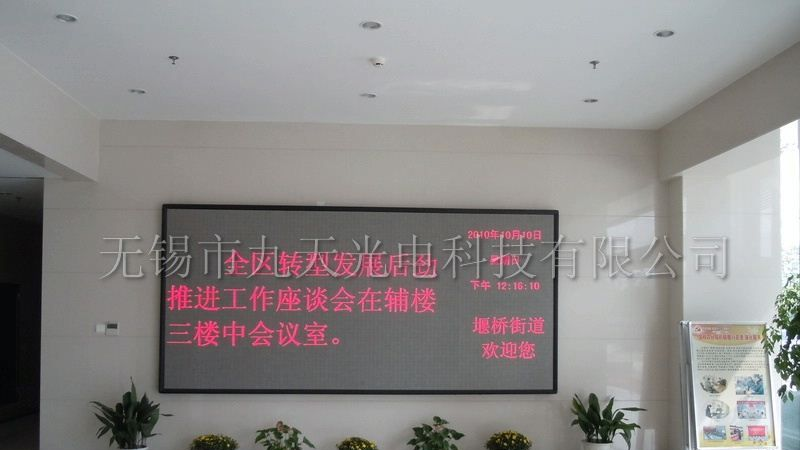 全区转型发展后劲
推进工作座谈会在辅楼
三楼中会议室。
2010年10月10日
下午 12:16:10
堰桥街道
欢迎您
无锡市九天光电科技有限公司